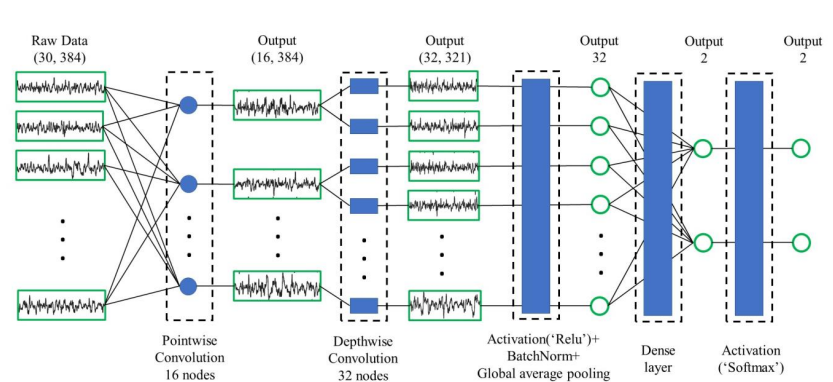 Raw Data
(30, 384)
Output
(16, 384)
Output
(32, 321)
Output
32
Output
2
Output
2
Pointwise
Convolution
16 nodes
Depthwise
Convolution
32 nodes
Activation(‘Relu’)+
BatchNorm+
Global average pooling
Dense
layer
Activation
(‘Softmax’)